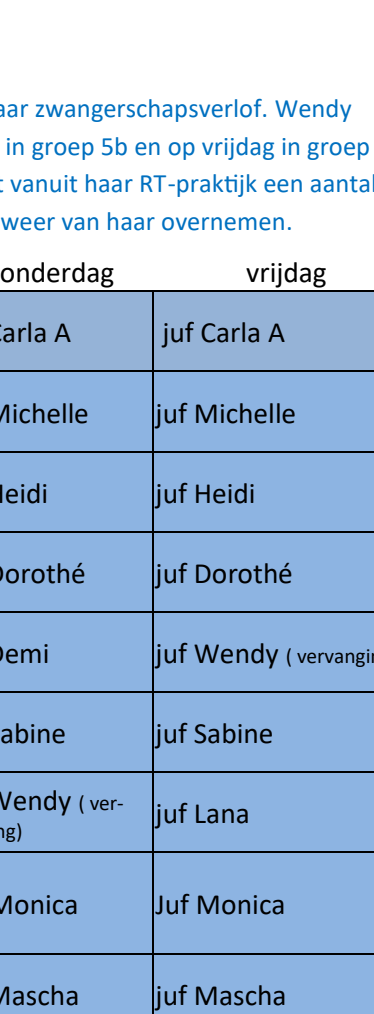 aar zwangerschapsverlof. Wendy
in groep 5b en op vrijdag in groep
t vanuit haar RT-praktijk een aantal
weer van haar overnemen.
onderdag vrijdag
Carla A juf Carla A
Michelle juf Michelle
Heidi juf Heidi
Dorothé juf Dorothé
Demi juf Wendy ( vervangin
abine juf Sabine
Wendy ( ver-
ng)
juf Lana
Monica Juf Monica
Mascha juf Mascha